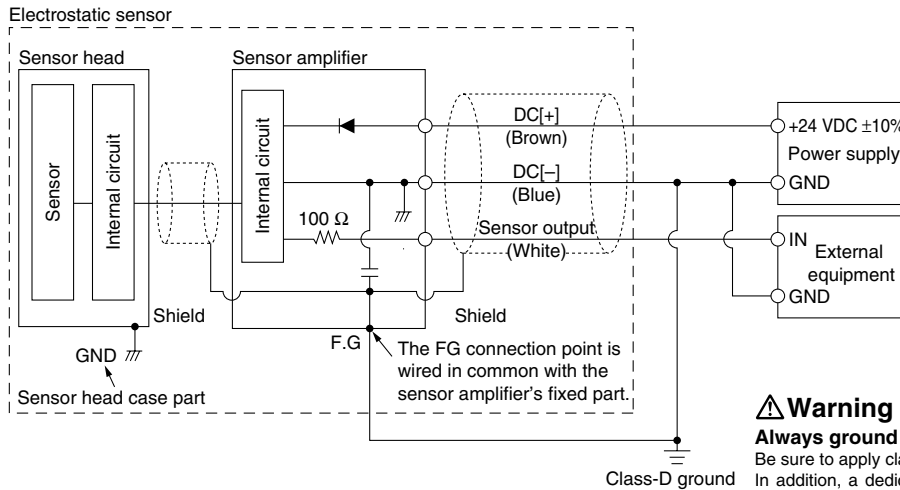 Electrostatic sensor
Sensor head
Sensor amplifier
Sensor
Internal circuit
Internal circuit
100 Ω
DC[+]
(Brown)
DC[–]
(Blue)
Sensor output
(White)
+24 VDC ±10%
Power supply
GND
IN
External
equipment
GND
Shield
Shield
GND
F.G
Sensor head case part
The FG connection point is
wired in common with the
sensor amplifier's fixed part.
Class-D ground
⚠Warning
Always ground
Be sure to apply cla
In addition, a dedic